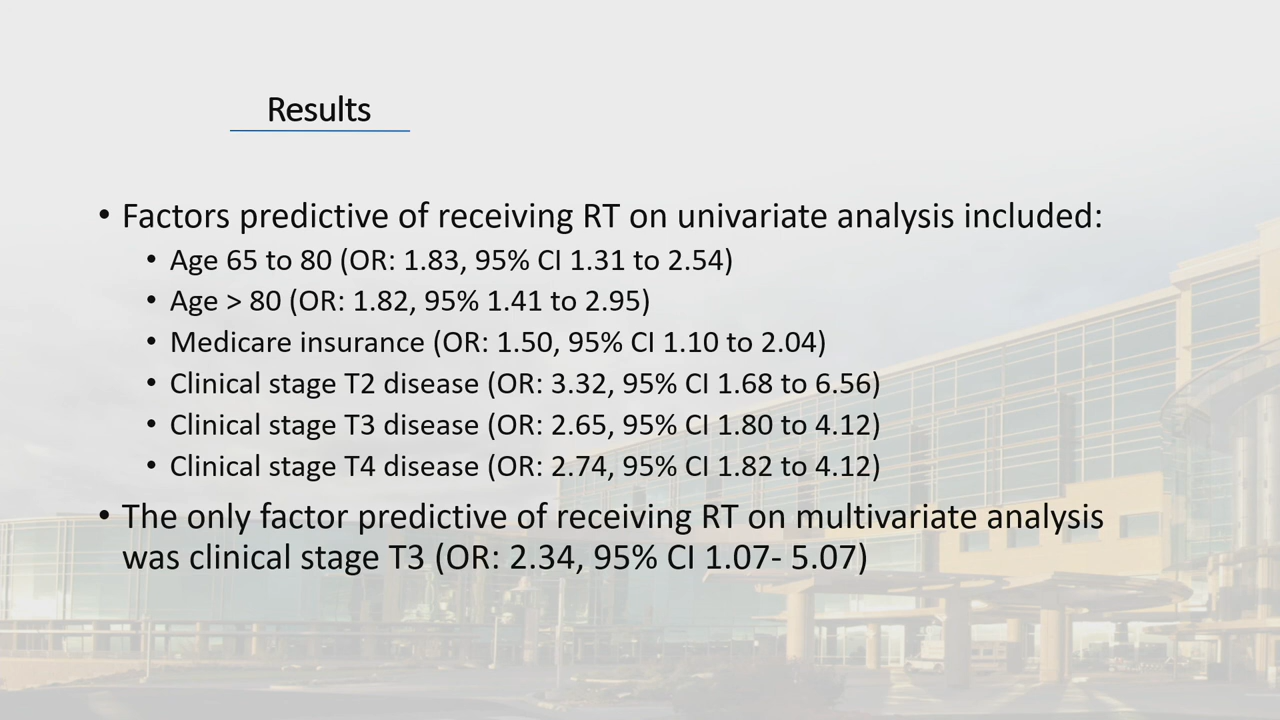 Results
• Factors predictive of receiving RT on univariate analysis included:
• Age 65 to 80 (OR: 1.83, 95% CI 1.31 to 2.54)
• Age > 80 (OR: 1.82, 95% 1.41 to 2.95)
• Medicare insurance (OR: 1.50, 95% CI 1.10 to 2.04)
• Clinical stage T2 disease (OR: 3.32, 95% CI 1.68 to 6.56)
• Clinical stage T3 disease (OR: 2.65, 95% CI 1.80 to 4.12)
• Clinical stage T4 disease (OR: 2.74, 95% CI 1.82 to 4.12)
• The only factor predictive of receiving RT on multivariate analysis
was clinical stage T3 (OR: 2.34, 95% CI 1.07- 5.07)